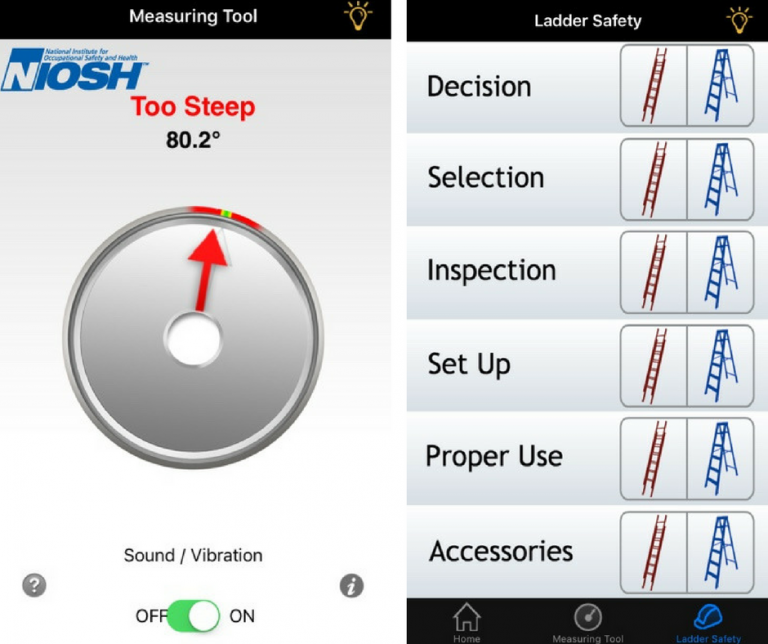 Measuring Tool
National Institute for
Occupational Safety and Health
NIOSH
Too Steep
80.2°
Sound / Vibration
?
i
OFF ON
Ladder Safety
Decision
Selection
Inspection
Set Up
Proper Use
Accessories
Home Measuring Tool Ladder Safety